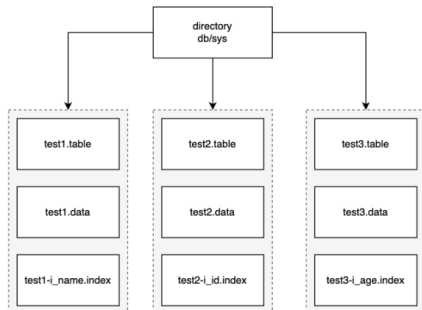 directory
db/sys
test1.table
test2.table
test3.table
test1.data
test2.data
test3.data
test1-i_name.index
test2-i_id.index
test3-i_age.index